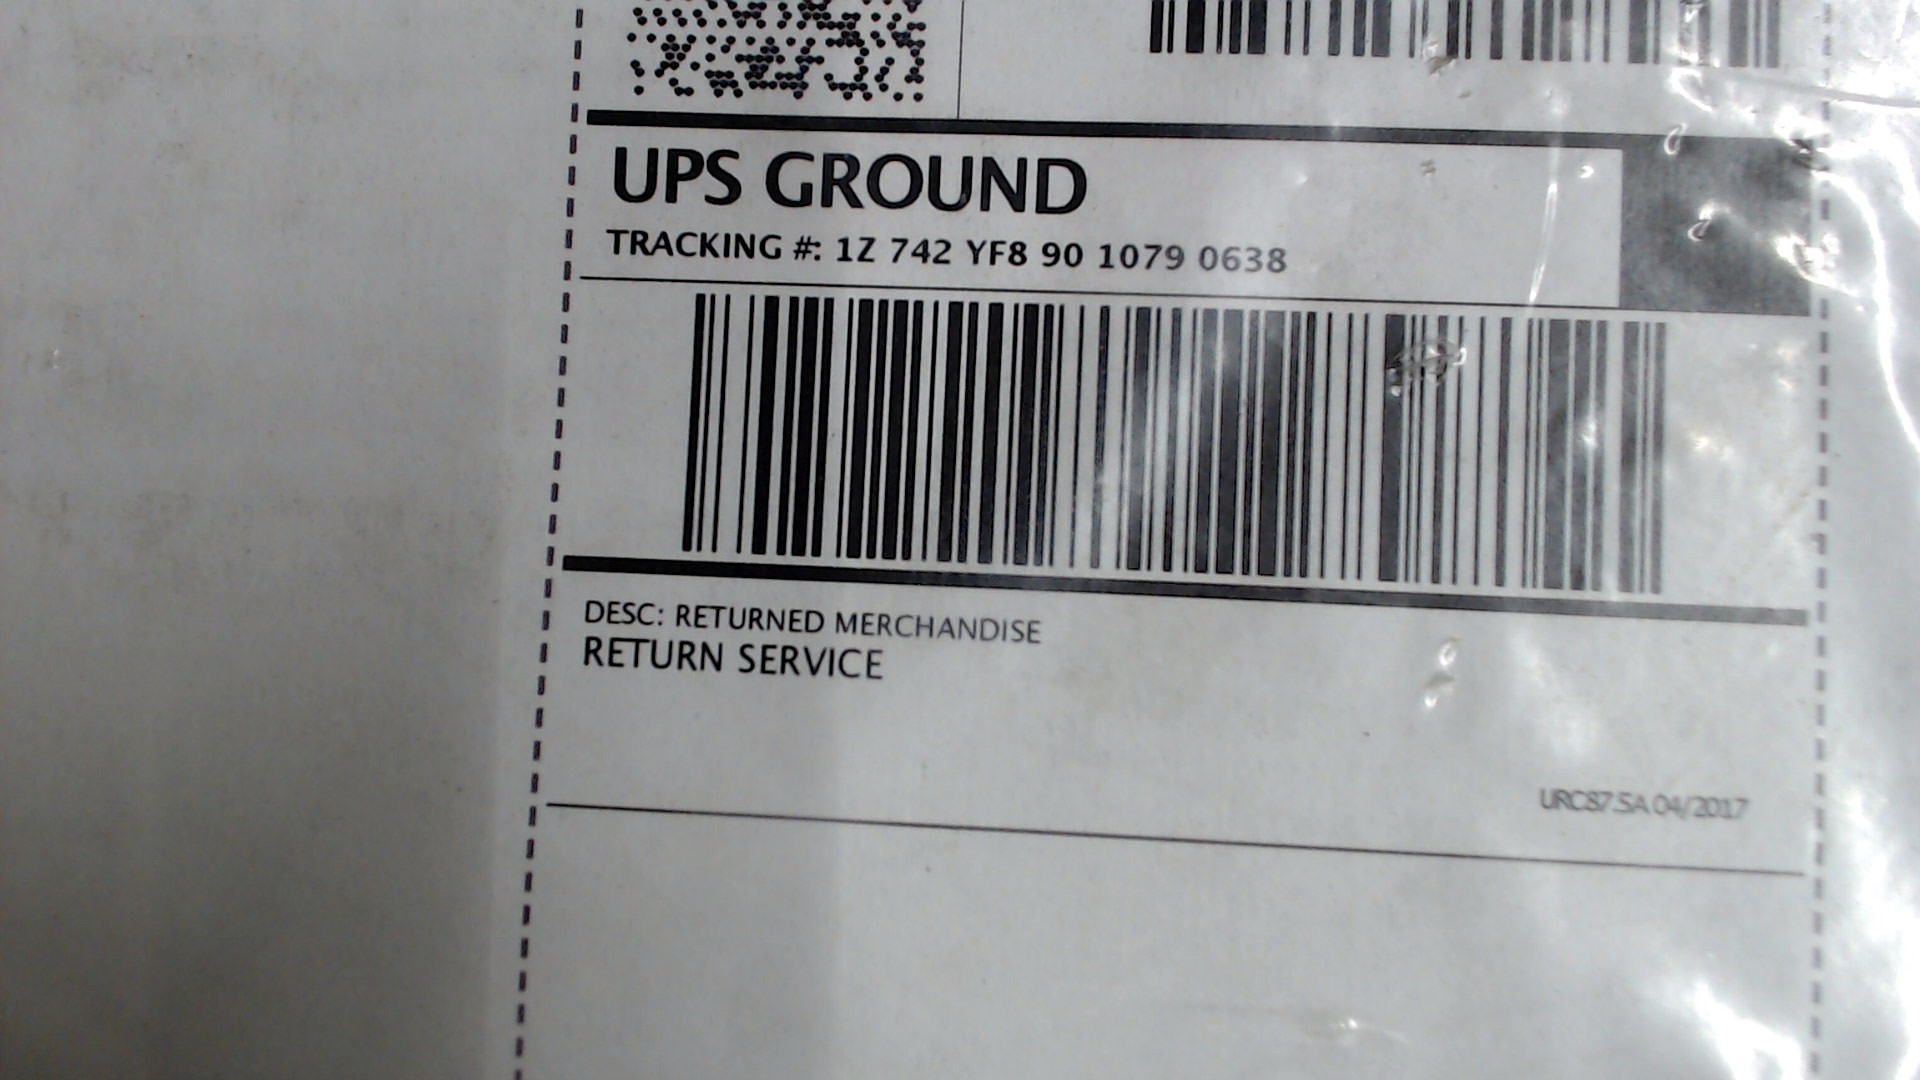 UPS GROUND
TRACKING #: 1Z 742 YF8 90 1079 0638
DESC: RETURNED MERCHANDISE
RETURN SERVICE
URC87.5A 04/2017